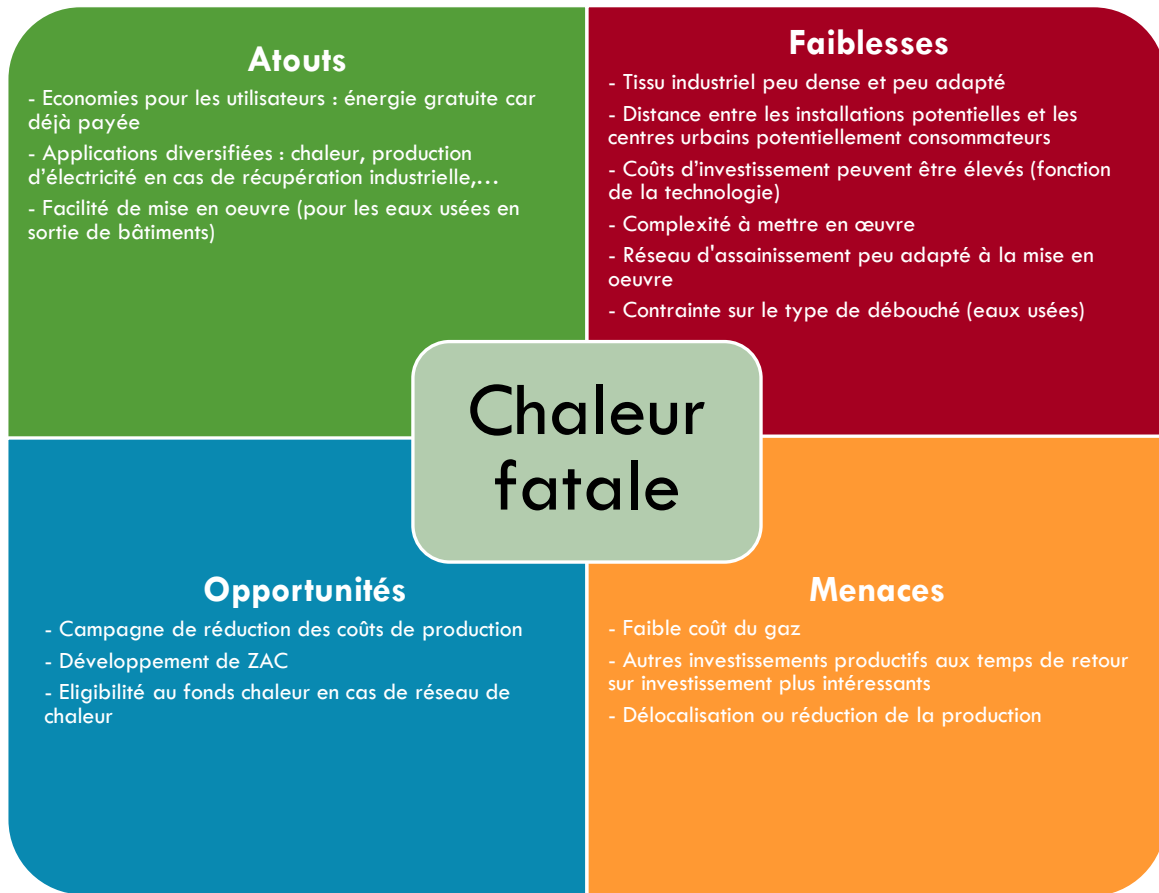 Atouts
- Economies pour les utilisateurs : énergie gratuite car
déjà payée
- Applications diversifiées : chaleur, production
d'électricité en cas de récupération industrielle,...
- Facilité de mise en oeuvre (pour les eaux usées en
sortie de bâtiments)
Faiblesses
- Tissu industriel peu dense et peu adapté
- Distance entre les installations potentielles et les
centres urbains potentiellement consommateurs
- Coûts d'investissement peuvent être élevés (fonction
de la technologie)
- Complexité à mettre en œuvre
- Réseau d'assainissement peu adapté à la mise en
oeuvre
- Contrainte sur le type de débouché (eaux usées)
Chaleur
fatale
Opportunités
- Campagne de réduction des coûts de production
- Développement de ZAC
- Eligibilité au fonds chaleur en cas de réseau de
chaleur
Menaces
- Faible coût du gaz
- Autres investissements productifs aux temps de retour
sur investissement plus intéressants
- Délocalisation ou réduction de la production